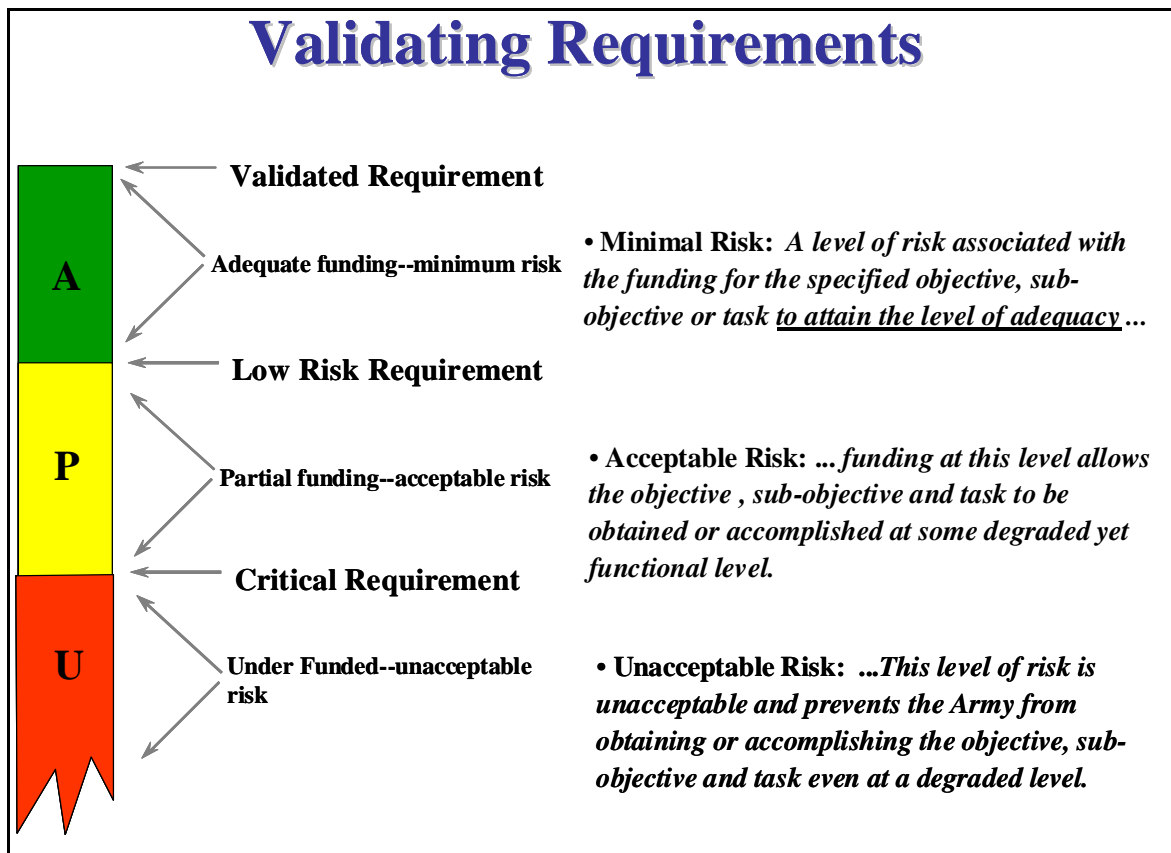 Validating Requirements
A
Validated Requirement
Adequate funding--minimum risk
• Minimal Risk:  A level of risk associated with
the funding for the specified objective, sub-
objective or task to attain the level of adequacy ...
Low Risk Requirement
P
Partial funding--acceptable risk
• Acceptable Risk: ... funding at this level allows
the objective , sub-objective and task to be
obtained or accomplished at some degraded yet
functional level.
Critical Requirement
U
Under Funded--unacceptable
risk
• Unacceptable Risk:  ...This level of risk is
unacceptable and prevents the Army from
obtaining or accomplishing the objective, sub-
objective and task even at a degraded level.